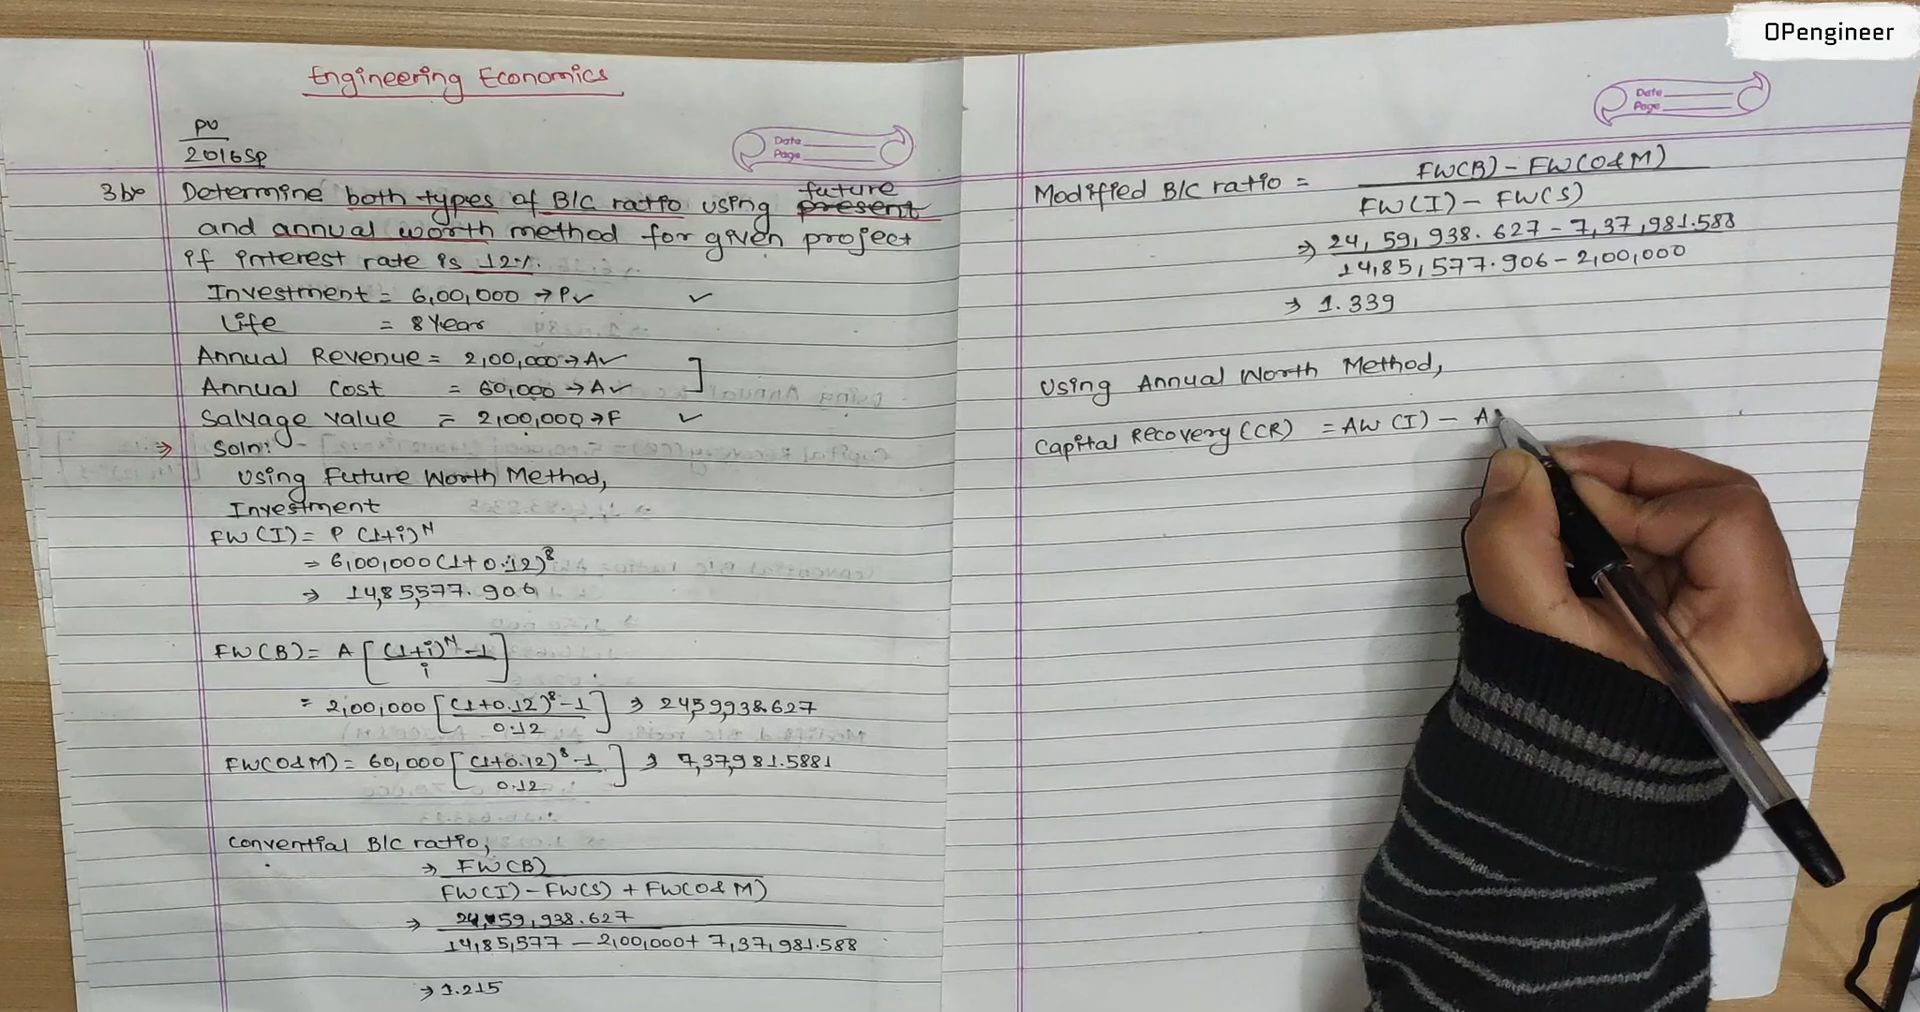 OPengineer
Engineering Economics
PU
2016 Sp
Date
Page
3 b.
future
Determine both types of B/C ratio using present
and annual worth method for given project
if interest rate is 12%.
Investment = 6,00,000 → P✓ ✓
Life = 8 Year
Annual Revenue = 2,00,000 → A✓
Annual Cost = 60,000 → A✓
Salvage value = 2,00,000 → F ✓
⇒ Soln: -
Using Future Worth Method,
Investment
FW (I) = P (1+i)^N
= 6,00,000 (1+0.12)^8
⇒ 14,85,577.906
FW (B) = A [ (1+i)^N - 1 / i ]
= 2,00,000 [ (1+0.12)^8 - 1 / 0.12 ] ⇒ 24,59,938.627
FW (O&M) = 60,000 [ (1+0.12)^8 - 1 / 0.12 ] ⇒ 7,37,981.5881
Convential B/C ratio,
⇒ FW (B)
FW (I) - FW (S) + FW (O & M)
⇒ 24,59,938.627
14,85,577 - 2,00,000 + 7,37,981.588
⇒ 1.215
Date
Page
Modified B/C ratio = FW (B) - FW (O & M)
FW (I) - FW (S)
⇒ 24,59,938.627 - 7,37,981.588
14,85,577.906 - 2,00,000
⇒ 1.339
Using Annual Worth Method,
Capital Recovery (CR) = AW (I) - A